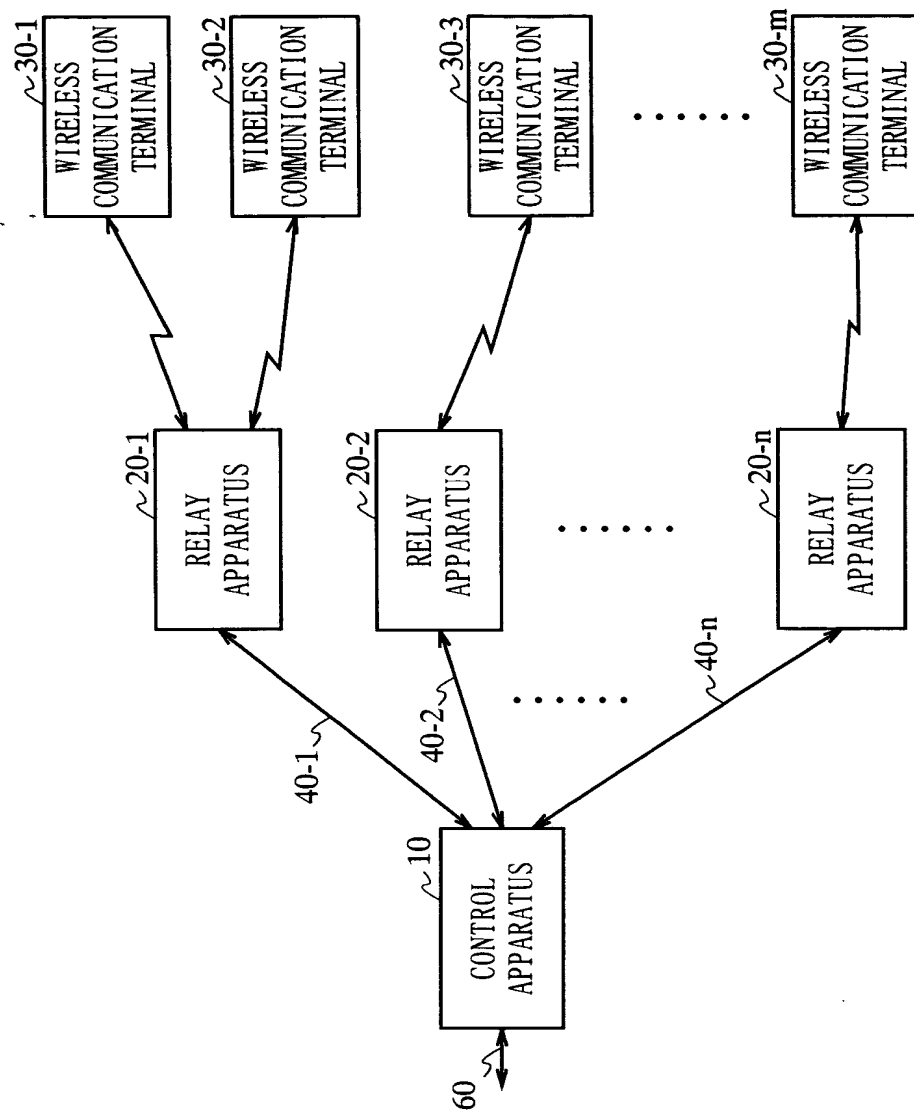 30-1
WIRELESS
COMMUNICATION
TERMINAL
30-2
WIRELESS
COMMUNICATION
TERMINAL
30-3
WIRELESS
COMMUNICATION
TERMINAL
30-m
WIRELESS
COMMUNICATION
TERMINAL
20-1
RELAY
APPARATUS
20-2
RELAY
APPARATUS
20-n
RELAY
APPARATUS
40-1
40-2
40-n
10
CONTROL
APPARATUS
60